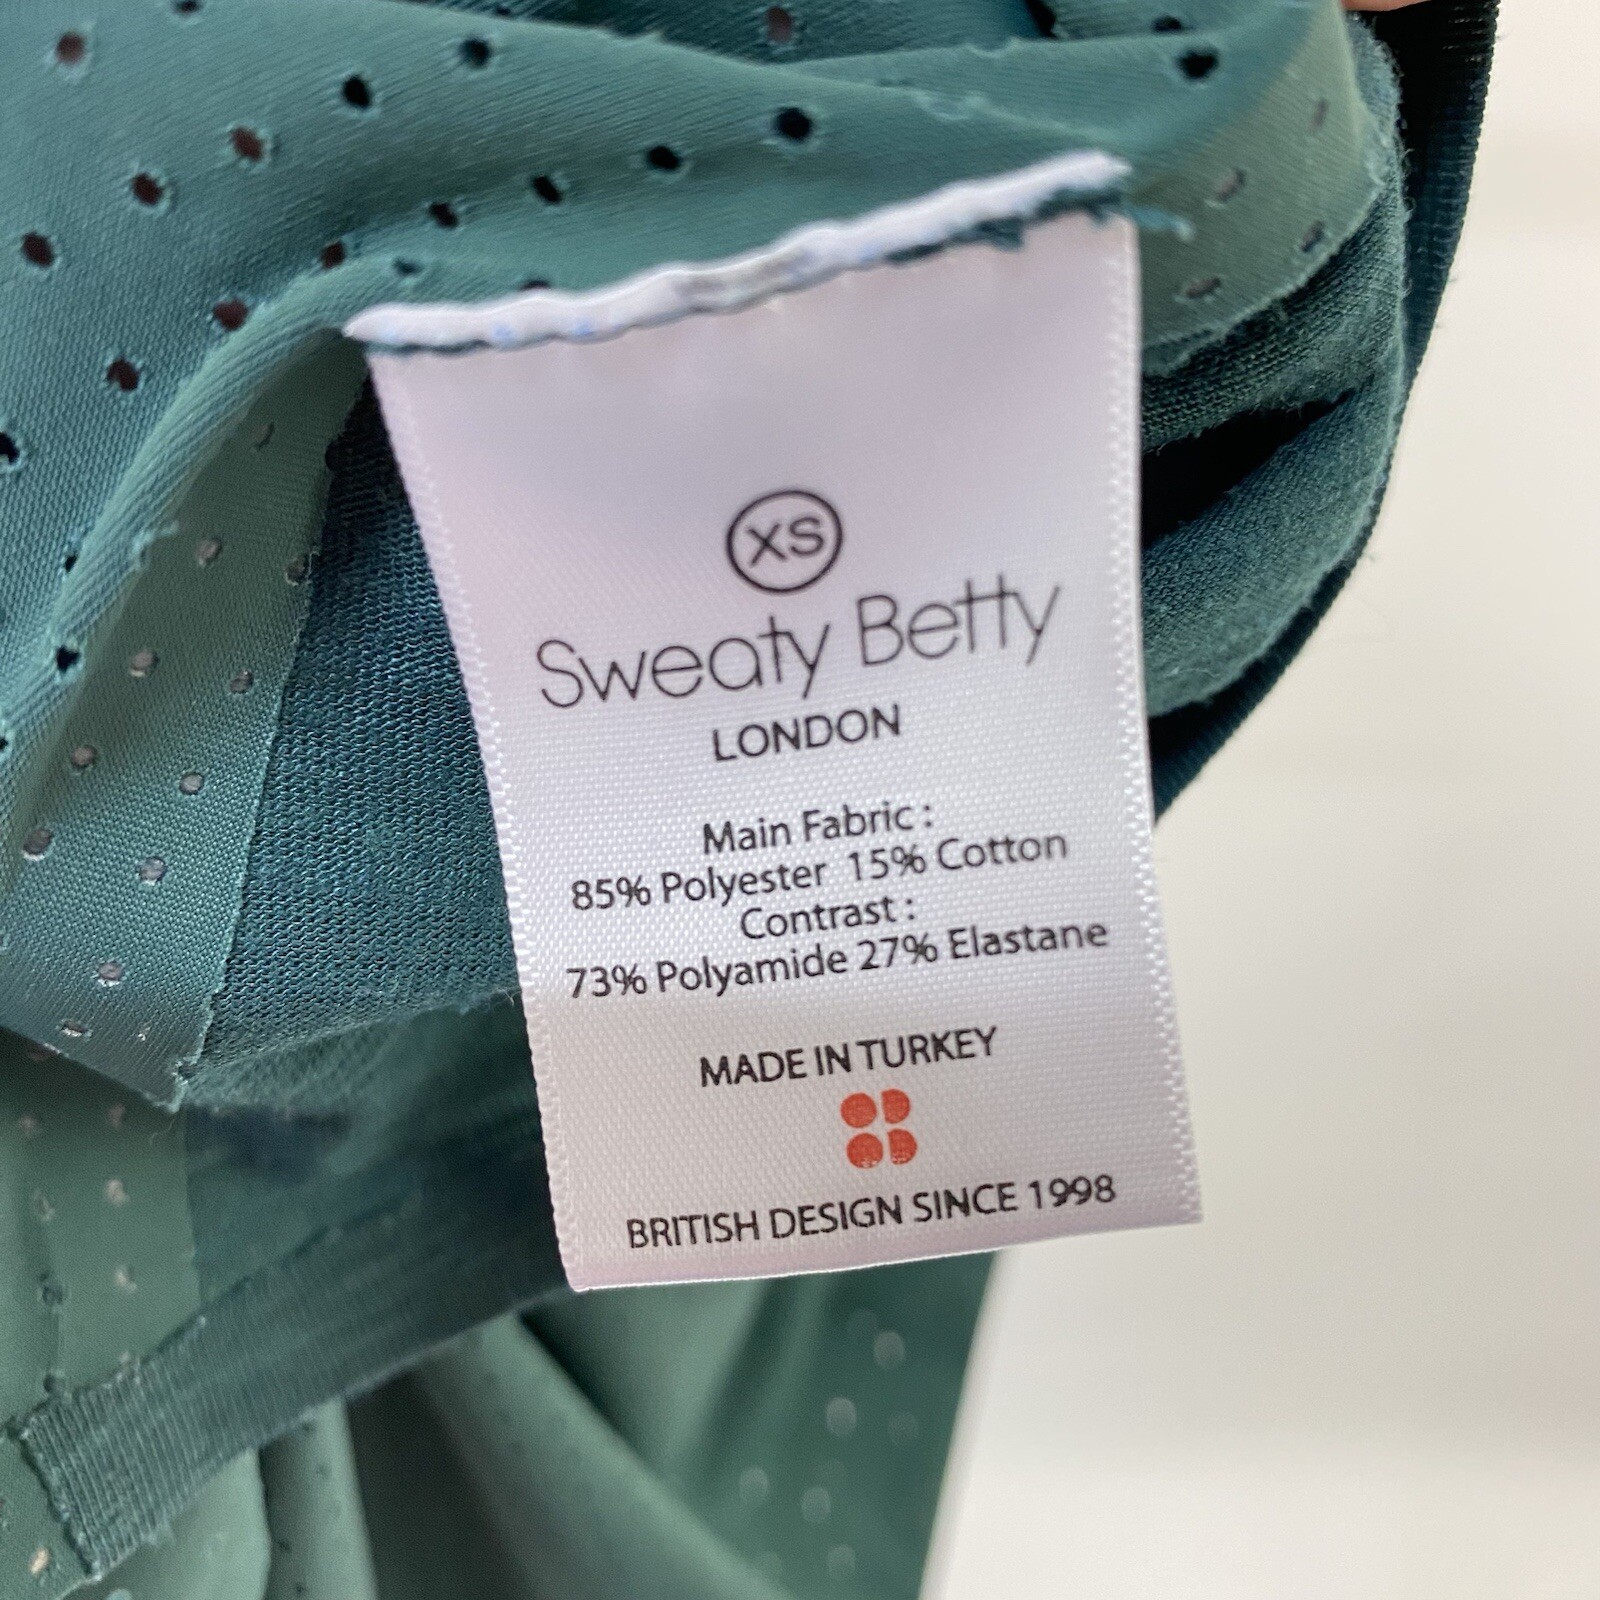 XS
Sweaty Betty
LONDON
Main Fabric :
85% Polyester 15% Cotton
Contrast :
73% Polyamide 27% Elastane
MADE IN TURKEY
BRITISH DESIGN SINCE 1998